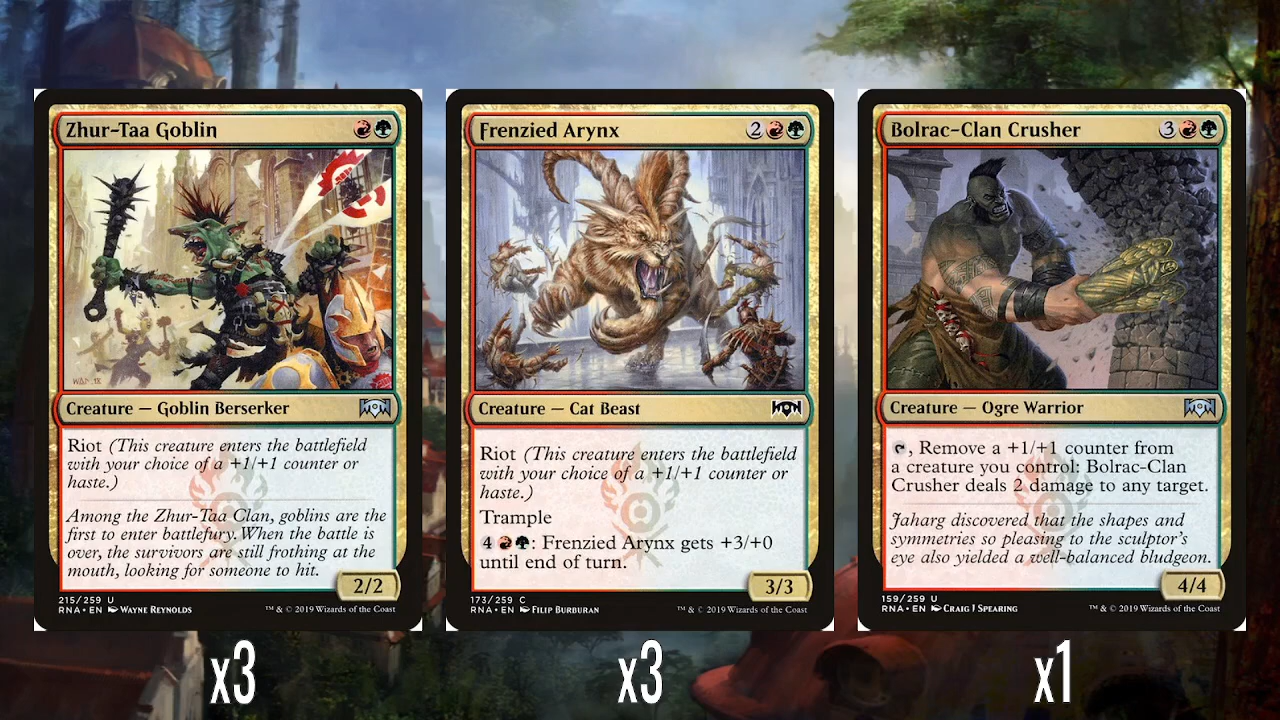 Zhur-Taa Goblin
Creature — Goblin Berserker
Riot (This creature enters the battlefield
with your choice of a +1/+1 counter or
haste.)
Among the Zhur-Taa Clan, goblins are the
first to enter battlefury. When the battle is
over, the survivors are still frothing at the
mouth, looking for someone to hit.
2/2
215/259 U
RNA • EN WAYNE REYNOLDS
™ & © 2019 Wizards of the Coast
x3
Frenzied Arynx
2
Creature — Cat Beast
Riot (This creature enters the battlefield
with your choice of a +1/+1 counter or
haste.)
Trample
4 : Frenzied Arynx gets +3/+0
until end of turn.
3/3
173/259 C
RNA • EN FILIP BURBURAN
™ & © 2019 Wizards of the Coast
x3
Bolrac-Clan Crusher
3
Creature — Ogre Warrior
, Remove a +1/+1 counter from
a creature you control: Bolrac-Clan
Crusher deals 2 damage to any target.
Jaharg discovered that the shapes and
symmetries so pleasing to the sculptor's
eye also yielded a well-balanced bludgeon.
4/4
159/259 U
RNA • EN CRAIG J SPEARING
™ & © 2019 Wizards of the Coast
x1